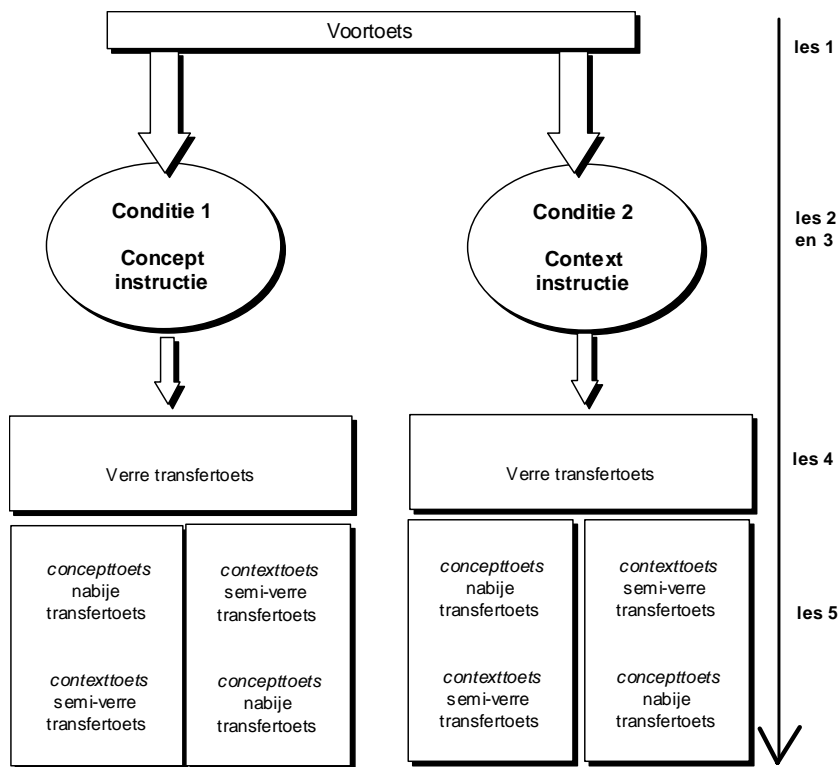 Voortoets
les 1
Conditie 1
Concept
instructie
Conditie 2
Context
instructie
les 2
en 3
Verre transfertoets
Verre transfertoets
les 4
concepttoets
nabije
transfertoets
contexttoets
semi-verre
transfertoets
contexttoets
semi-verre
transfertoets
concepttoets
nabije
transfertoets
concepttoets
nabije
transfertoets
contexttoets
semi-verre
transfertoets
contexttoets
semi-verre
transfertoets
concepttoets
nabije
transfertoets
les 5